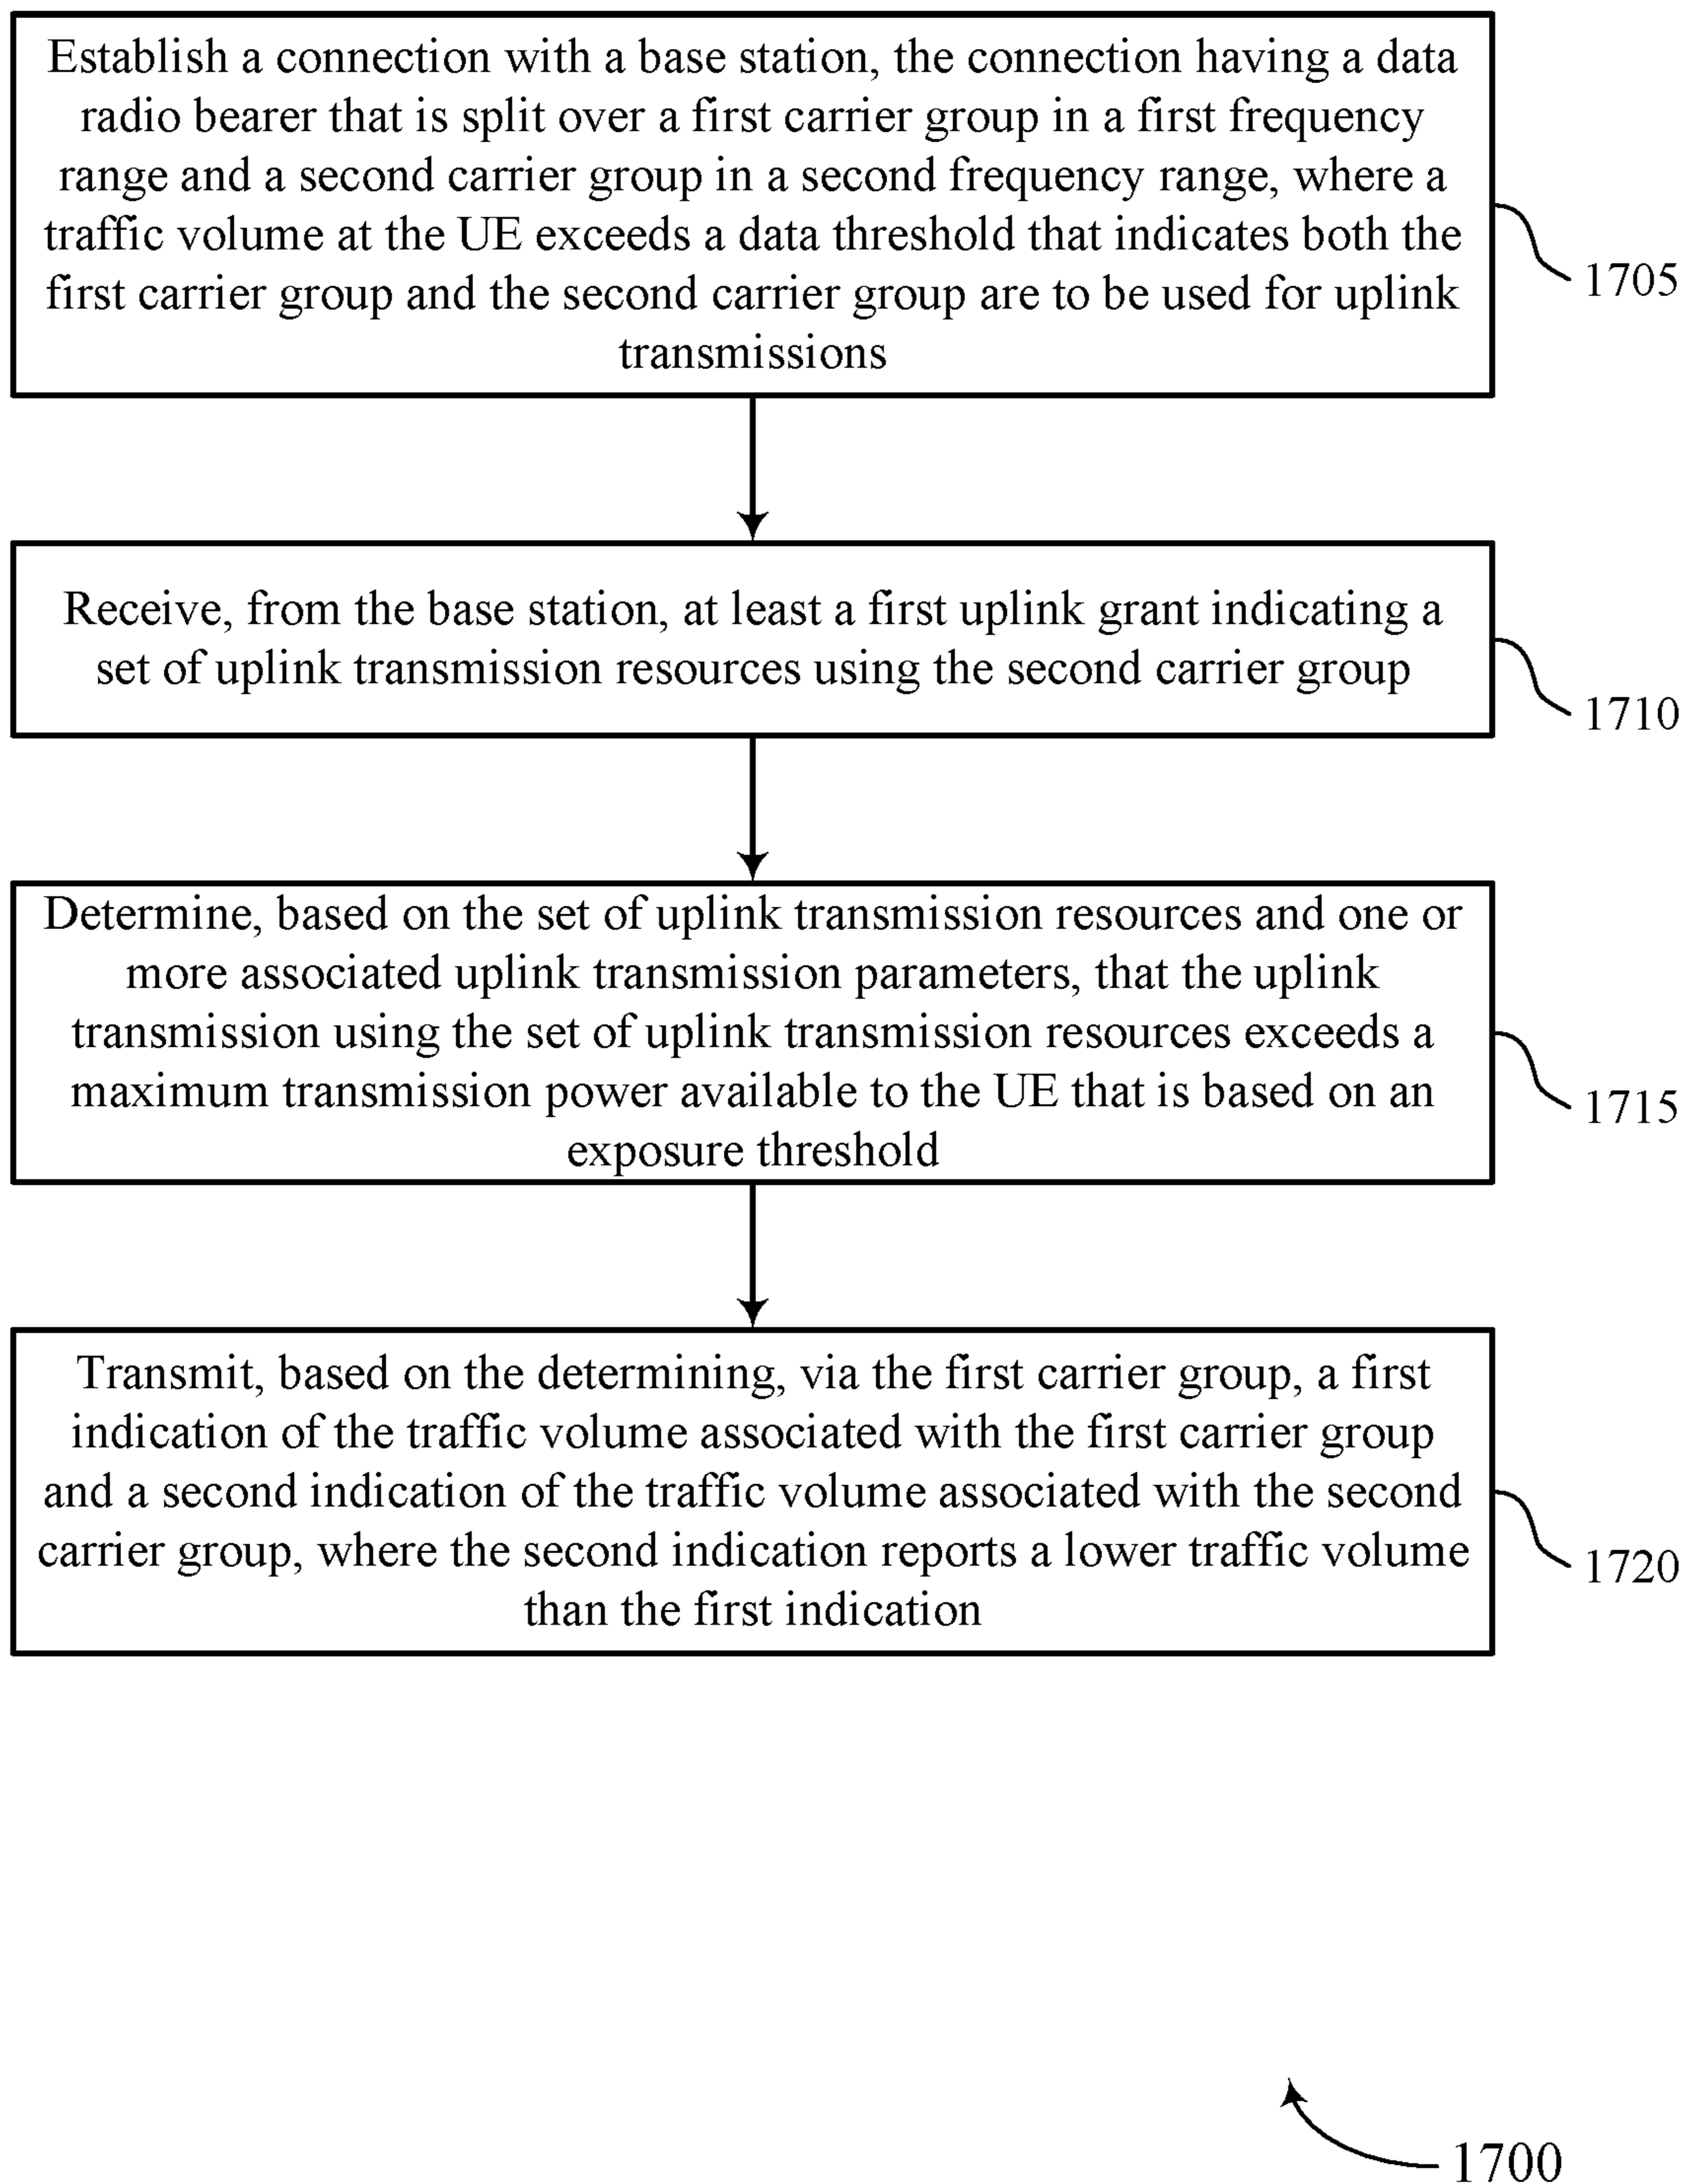 Establish a connection with a base station, the connection having a data
radio bearer that is split over a first carrier group in a first frequency
range and a second carrier group in a second frequency range, where a
traffic volume at the UE exceeds a data threshold that indicates both the
first carrier group and the second carrier group are to be used for uplink
transmissions
1705
Receive, from the base station, at least a first uplink grant indicating a
set of uplink transmission resources using the second carrier group
1710
Determine, based on the set of uplink transmission resources and one or
more associated uplink transmission parameters, that the uplink
transmission using the set of uplink transmission resources exceeds a
maximum transmission power available to the UE that is based on an
exposure threshold
1715
Transmit, based on the determining, via the first carrier group, a first
indication of the traffic volume associated with the first carrier group
and a second indication of the traffic volume associated with the second
carrier group, where the second indication reports a lower traffic volume
than the first indication
1720
1700